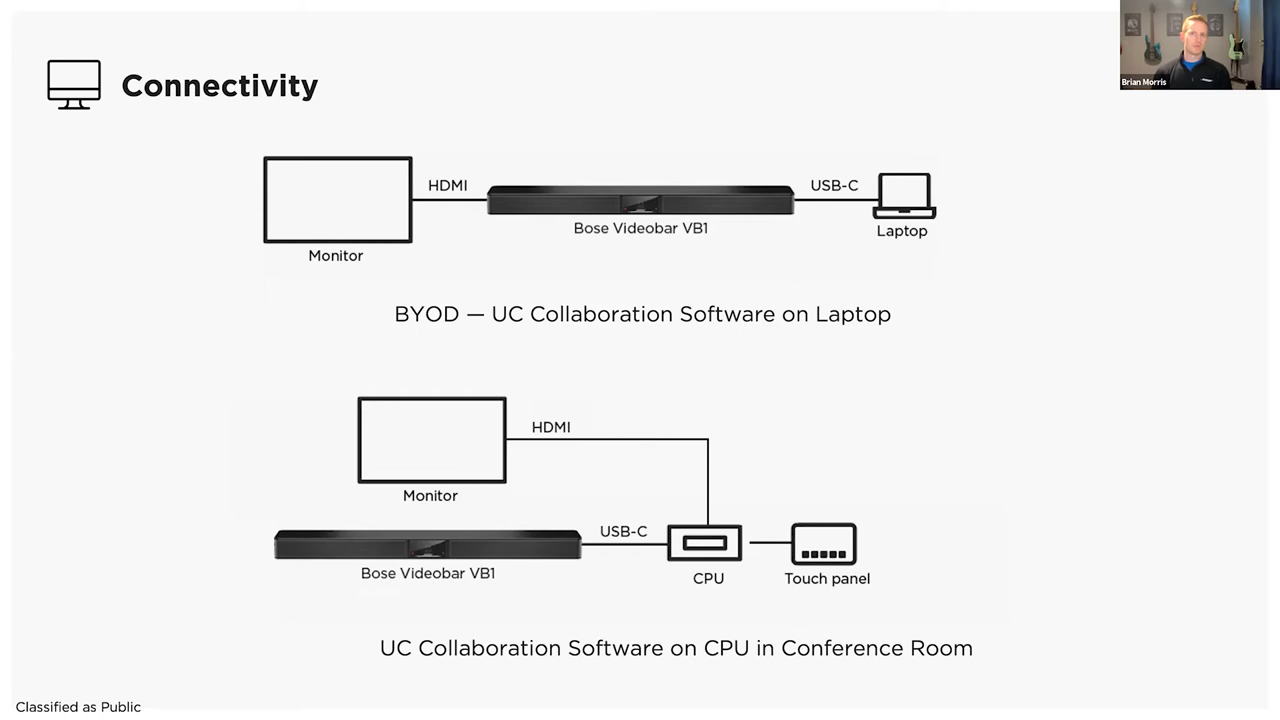 Brian Morris
Connectivity
HDMI
USB-C
Bose Videobar VB1
Laptop
Monitor
BYOD — UC Collaboration Software on Laptop
HDMI
Monitor
USB-C
Bose Videobar VB1
CPU
Touch panel
UC Collaboration Software on CPU in Conference Room
Classified as Public